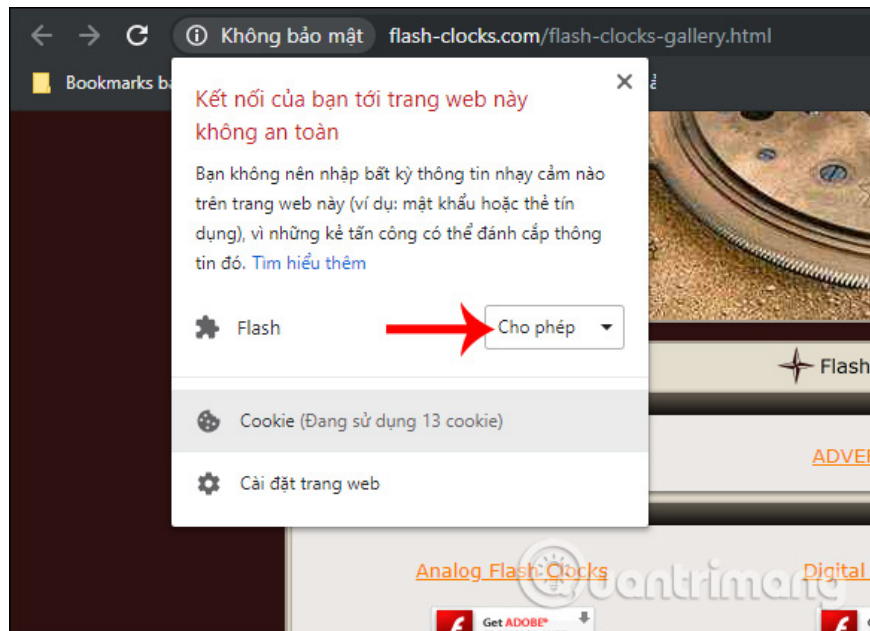 Không bảo mật flash-clocks.com/flash-clocks-gallery.html
Bookmarks
Kết nối của bạn tới trang web này
không an toàn
Bạn không nên nhập bất kỳ thông tin nhạy cảm nào
trên trang web này (ví dụ: mật khẩu hoặc thẻ tín
dụng), vì những kẻ tấn công có thể đánh cắp thông
tin đó. Tìm hiểu thêm
Flash Cho phép
Cookie (Đang sử dụng 13 cookie)
Cài đặt trang web
Flash
Analog Flash Clocks Digital
Quantrimang
Get ADOBE®